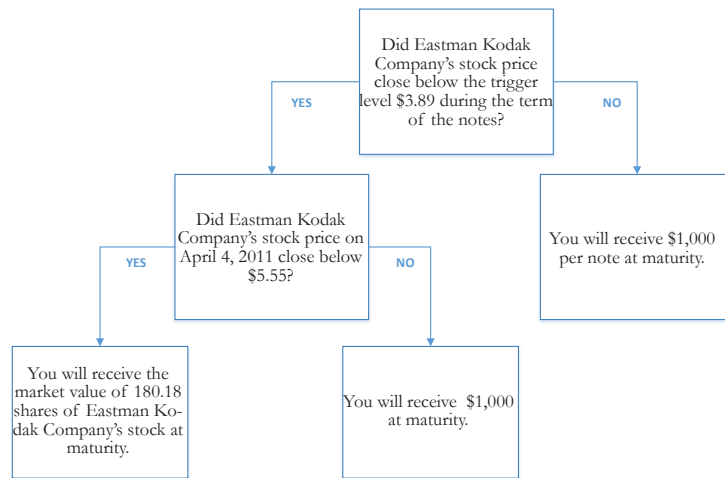 Did Eastman Kodak
Company's stock price
close below the trigger
level $3.89 during the term
of the notes?
YES
NO
Did Eastman Kodak
Company's stock price on
April 4, 2011 close below
$5.55?
You will receive $1,000
per note at maturity.
YES
NO
You will receive the
market value of 180.18
shares of Eastman Ko-
dak Company's stock at
maturity.
You will receive $1,000
at maturity.